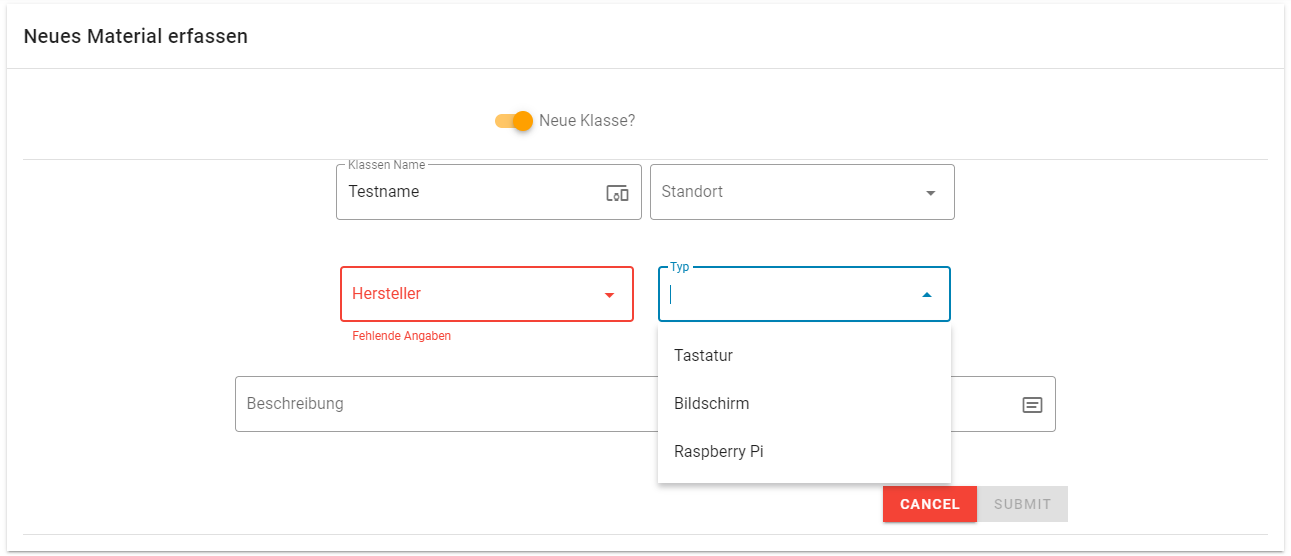 Neues Material erfassen
Neue Klasse?
Klassen Name
Testname
Standort
Hersteller
Fehlende Angaben
Typ
Tastatur
Bildschirm
Raspberry Pi
Beschreibung
CANCEL
SUBMIT